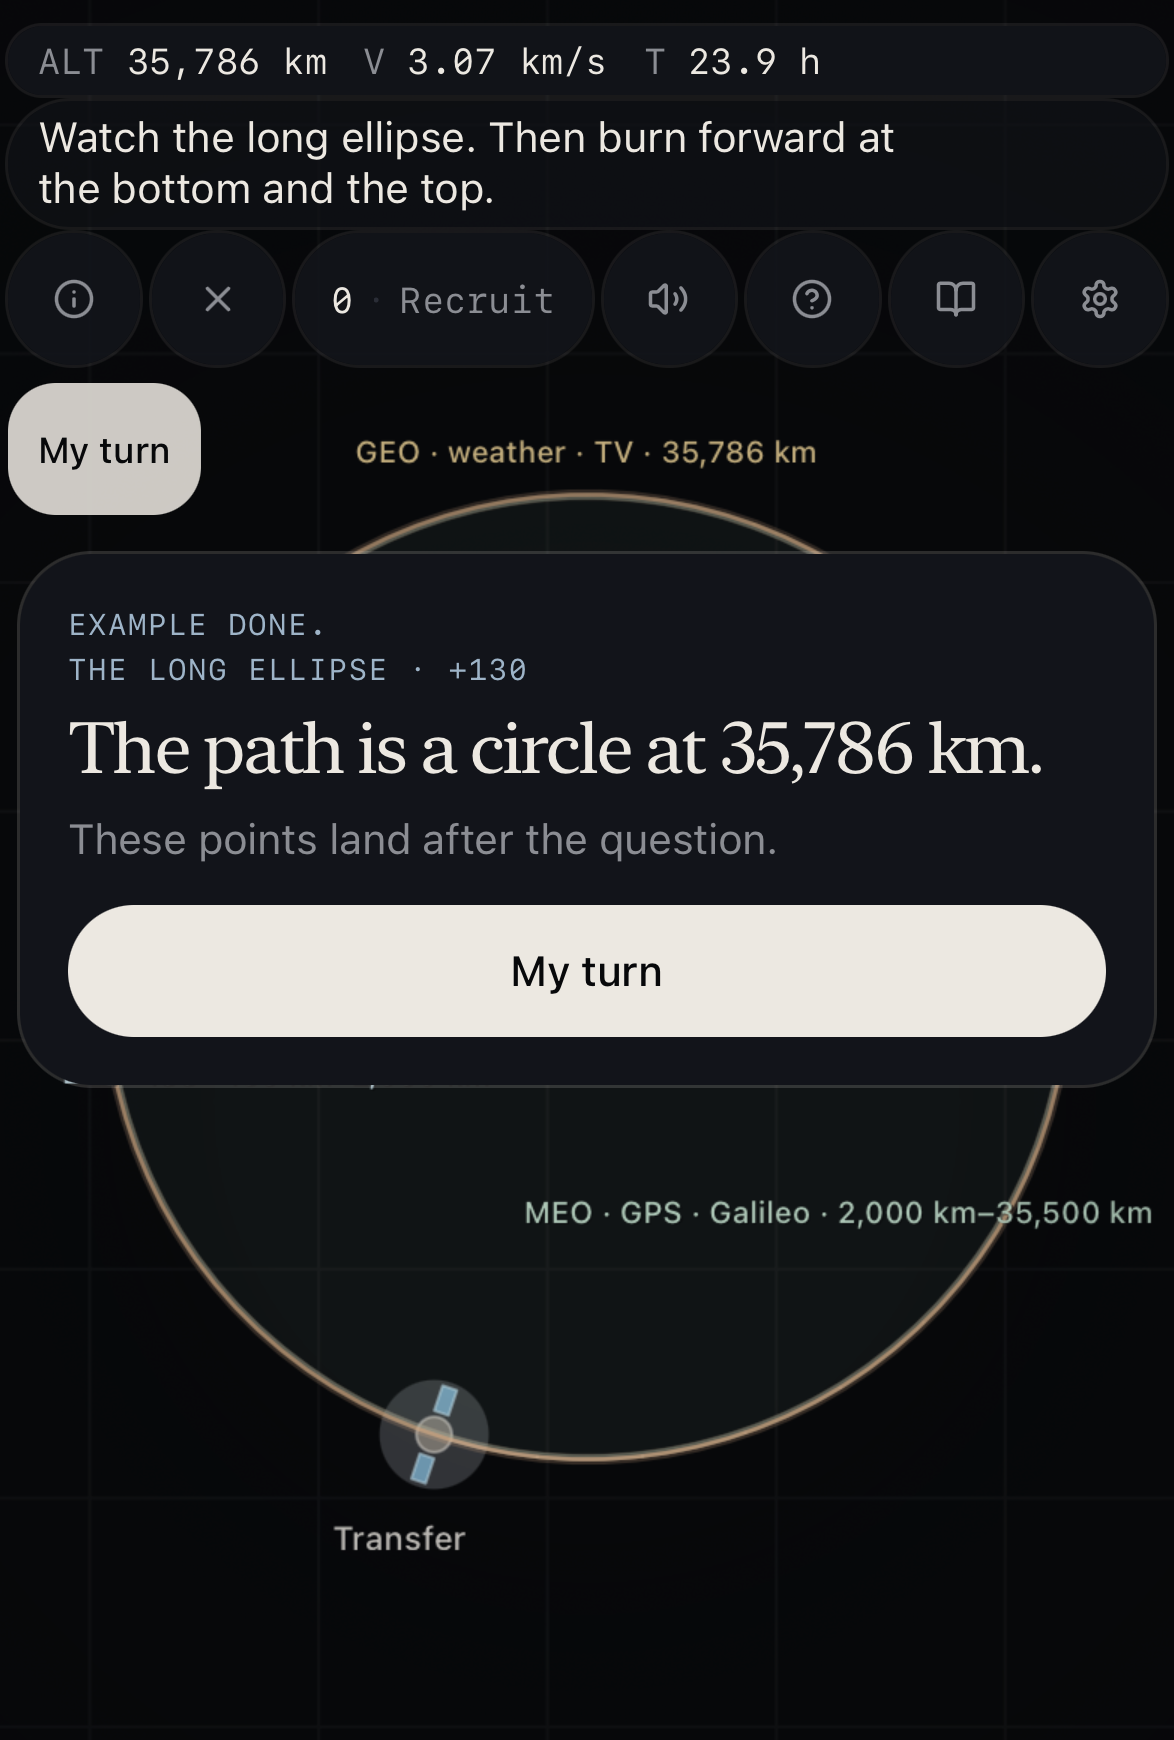 ALT 35,786 km V 3.07 km/s T 23.9 h
Watch the long ellipse. Then burn forward at
the bottom and the top.
0 · Recruit
My turn
GEO · weather · TV · 35,786 km
EXAMPLE DONE.
THE LONG ELLIPSE · +130
The path is a circle at 35,786 km.
These points land after the question.
My turn
MEO · GPS · Galileo · 2,000 km–35,500 km
Transfer